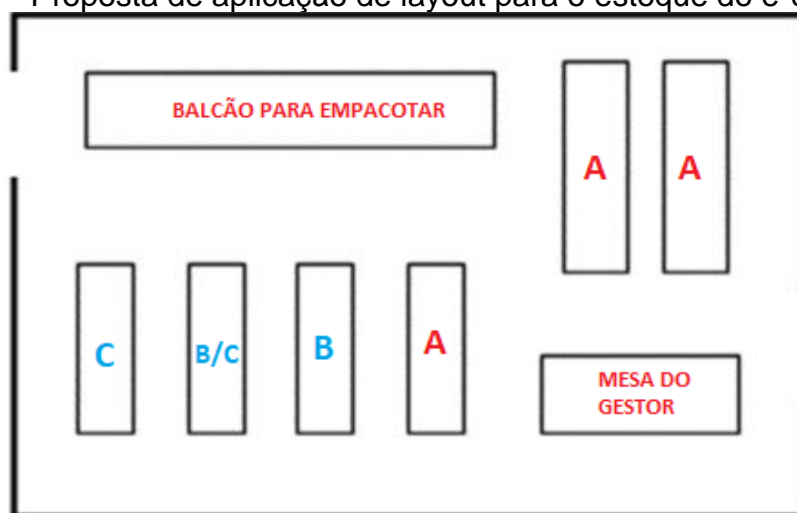 Proposta de aplicação de layout para o estoque do e-
BALCÃO PARA EMPACOTAR
A A
C B/C B A
MESA DO
GESTOR